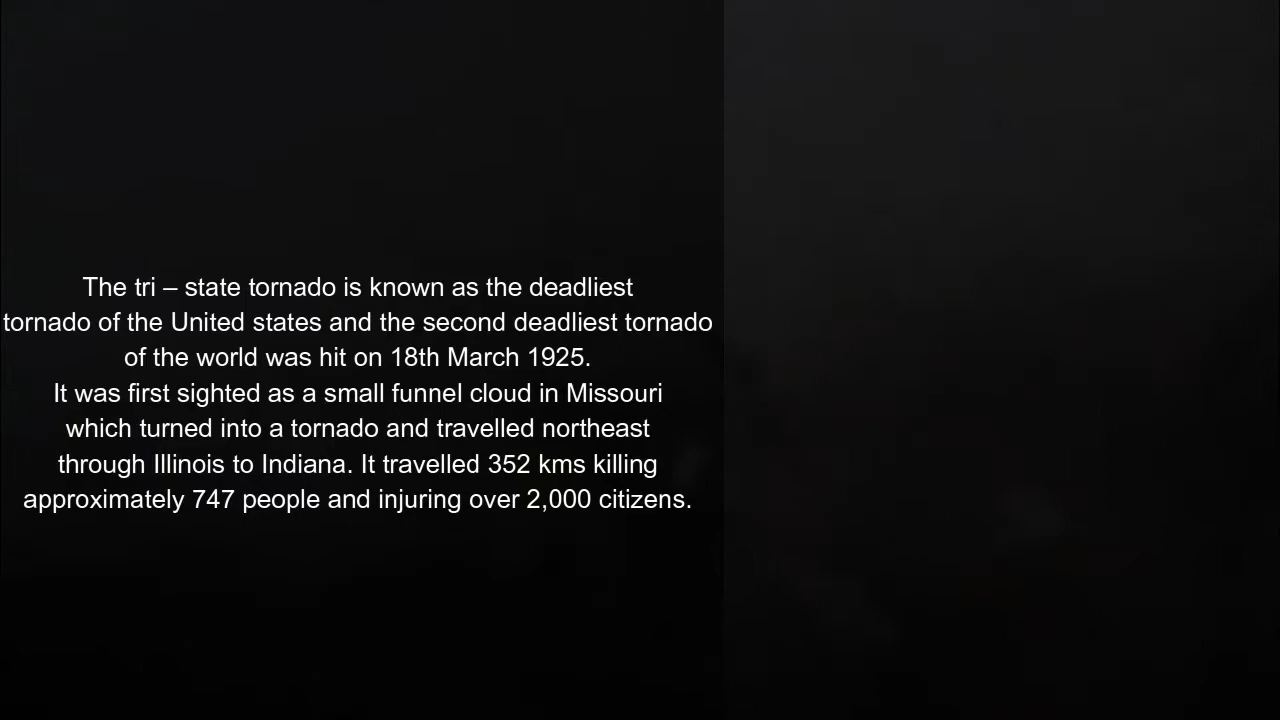 The tri – state tornado is known as the deadliest
tornado of the United states and the second deadliest tornado
of the world was hit on 18th March 1925.
It was first sighted as a small funnel cloud in Missouri
which turned into a tornado and travelled northeast
through Illinois to Indiana. It travelled 352 kms killing
approximately 747 people and injuring over 2,000 citizens.